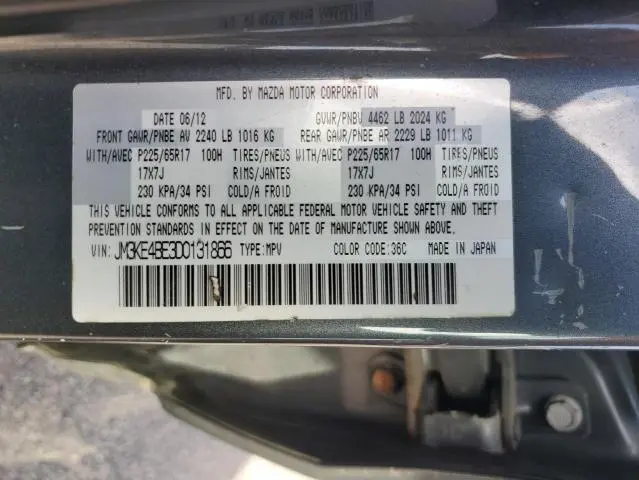 MFD. BY MAZDA MOTOR CORPORATION
DATE 06/12 GVWR/PNBV 4462 LB 2024 KG
FRONT GAWR/PNBE AV 2240 LB 1016 KG REAR GAWR/PNBE AR 2229 LB 1011 KG
WITH/AVEC P225/65R17 100H TIRES/PNEUS WITH/AVEC P225/65R17 100H TIRES/PNEUS
17X7J RIMS/JANTES 17X7J RIMS/JANTES
230 KPA/34 PSI COLD/A FROID 230 KPA/34 PSI COLD/A FROID
THIS VEHICLE CONFORMS TO ALL APPLICABLE FEDERAL MOTOR VEHICLE SAFETY AND THEFT
PREVENTION STANDARDS IN EFFECT ON THE DATE OF MANUFACTURE SHOWN ABOVE.
VIN: JM3KE4BE3D0131866 TYPE:MPV COLOR CODE:36C MADE IN JAPAN